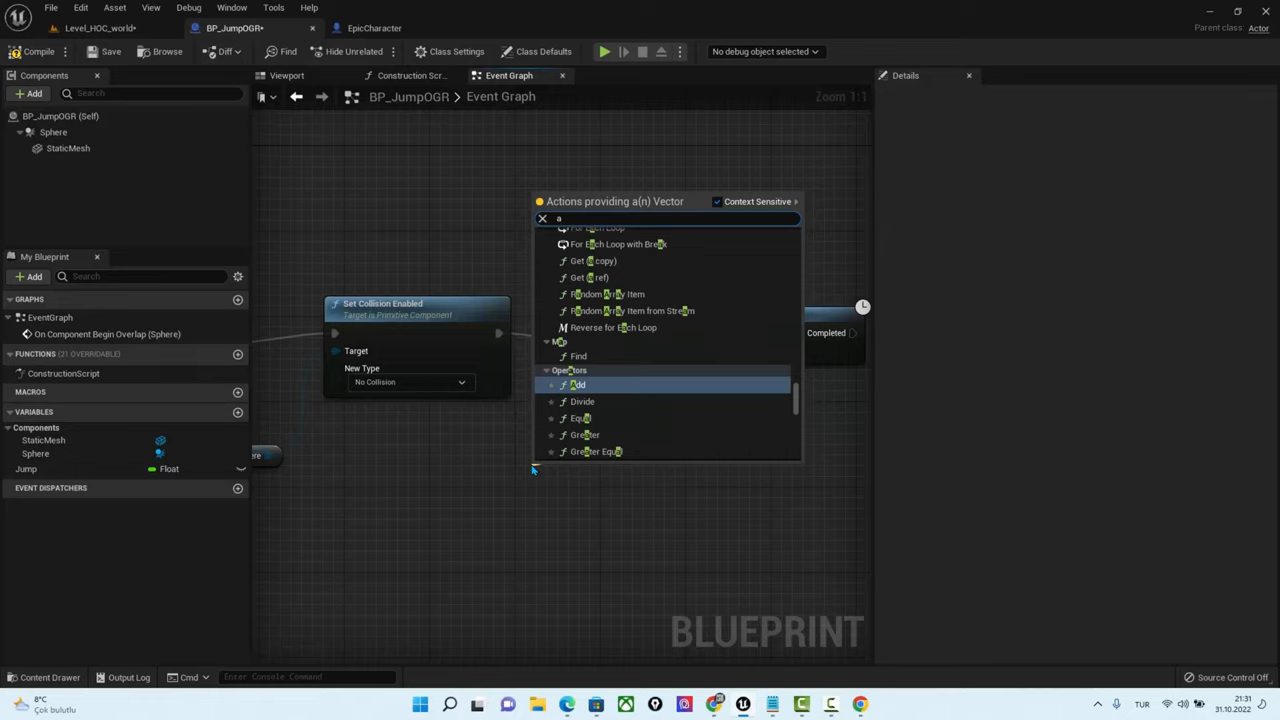 File Edit Asset View Debug Window Tools Help
Level_HOC_world*
BP_JumpOGR*
EpicCharacter
Parent class: Actor
Compile Save Browse Diff Find Hide Unrelated Class Settings Class Defaults No debug object selected
Components
Viewport
Construction Scr...
Event Graph
Details
Add Search
BP_JumpOGR > Event Graph
Zoom 1:1
BP_JumpOGR (Self)
Sphere
StaticMesh
Actions providing a(n) Vector
Context Sensitive
a
For Each Loop
For Each Loop with Break
Get (a copy)
Get (a ref)
Random Array Item
Random Array Item from Stream
Reverse for Each Loop
Map
Find
Operators
Add
Divide
Equal
Greater
Greater Equal
Set Collision Enabled
Target is Primitive Component
Target
New Type
No Collision
Completed
My Blueprint
Add Search
GRAPHS
EventGraph
On Component Begin Overlap (Sphere)
FUNCTIONS (21 OVERRIDABLE)
ConstructionScript
MACROS
VARIABLES
Components
StaticMesh
Sphere
Jump Float
EVENT DISPATCHERS
ere
BLUEPRINT
Content Drawer Output Log Cmd Enter Console Command
Source Control Off
8°C
Çok bulutlu
TUR
21:31
31.10.2022